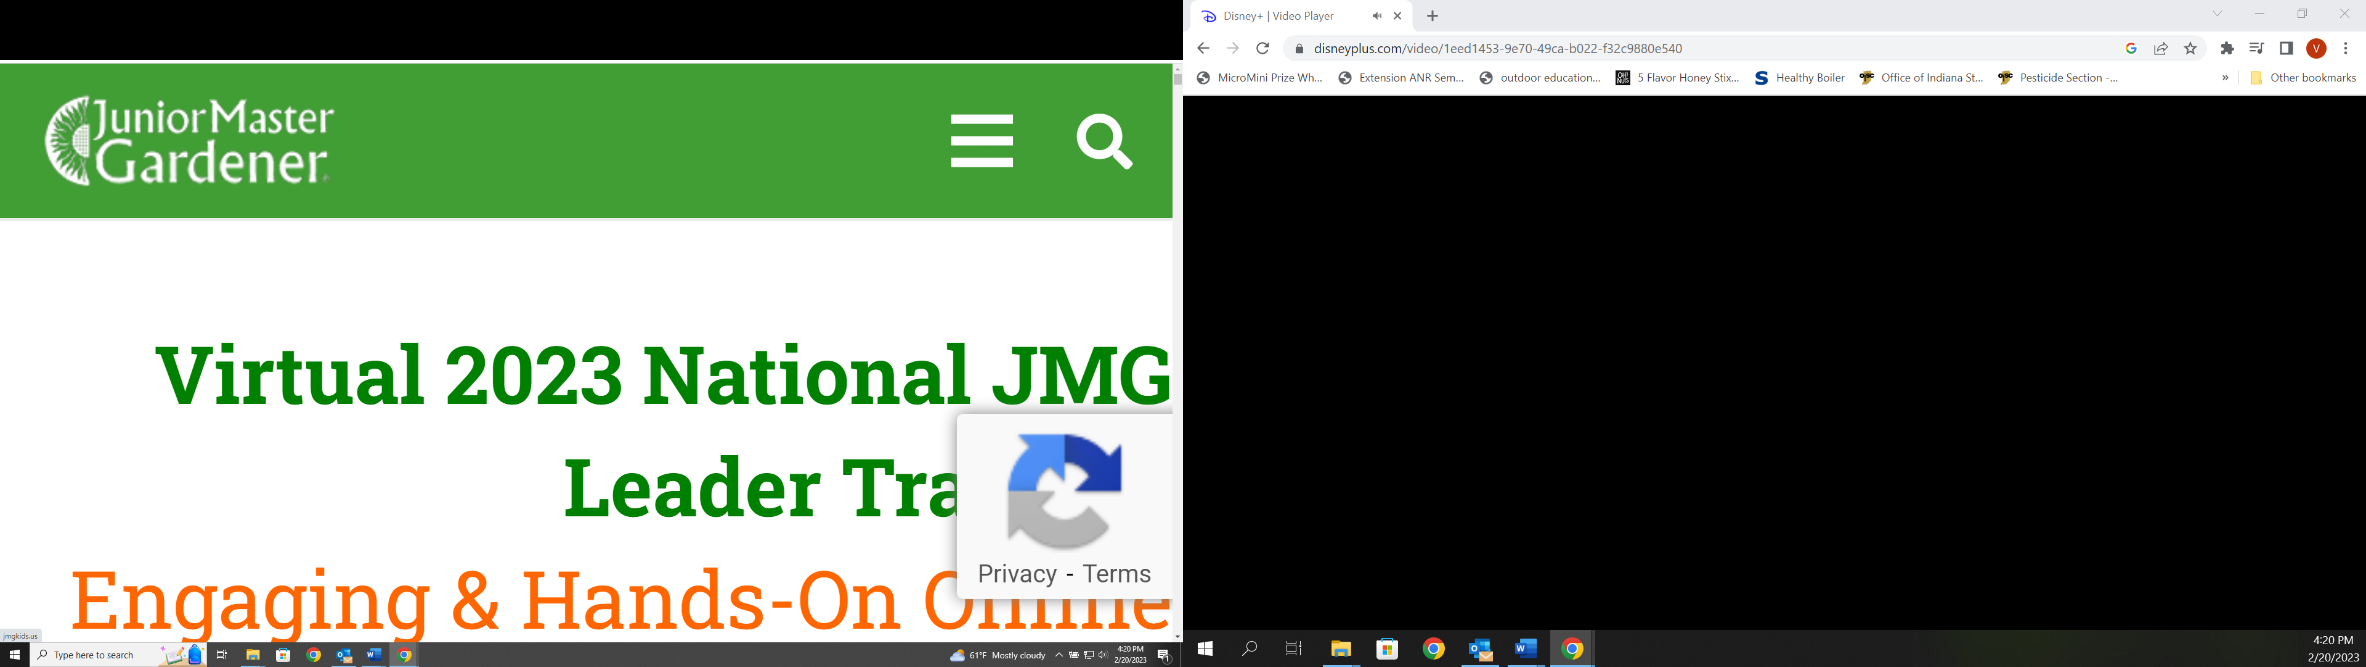 Junior Master
Gardener
Virtual 2023 National JMG
Leader Tra
Engaging & Hands-On Online
Privacy - Terms
jmgkids.us
Type here to search
61°F Mostly cloudy
4:20 PM
2/20/2023
Disney+ | Video Player
disneyplus.com/video/1eed1453-9e70-49ca-b022-f32c9880e540
V
MicroMini Prize Wh... Extension ANR Sem... outdoor education... 5 Flavor Honey Stix... Healthy Boiler Office of Indiana St... Pesticide Section -... » Other bookmarks
4:20 PM
2/20/2023